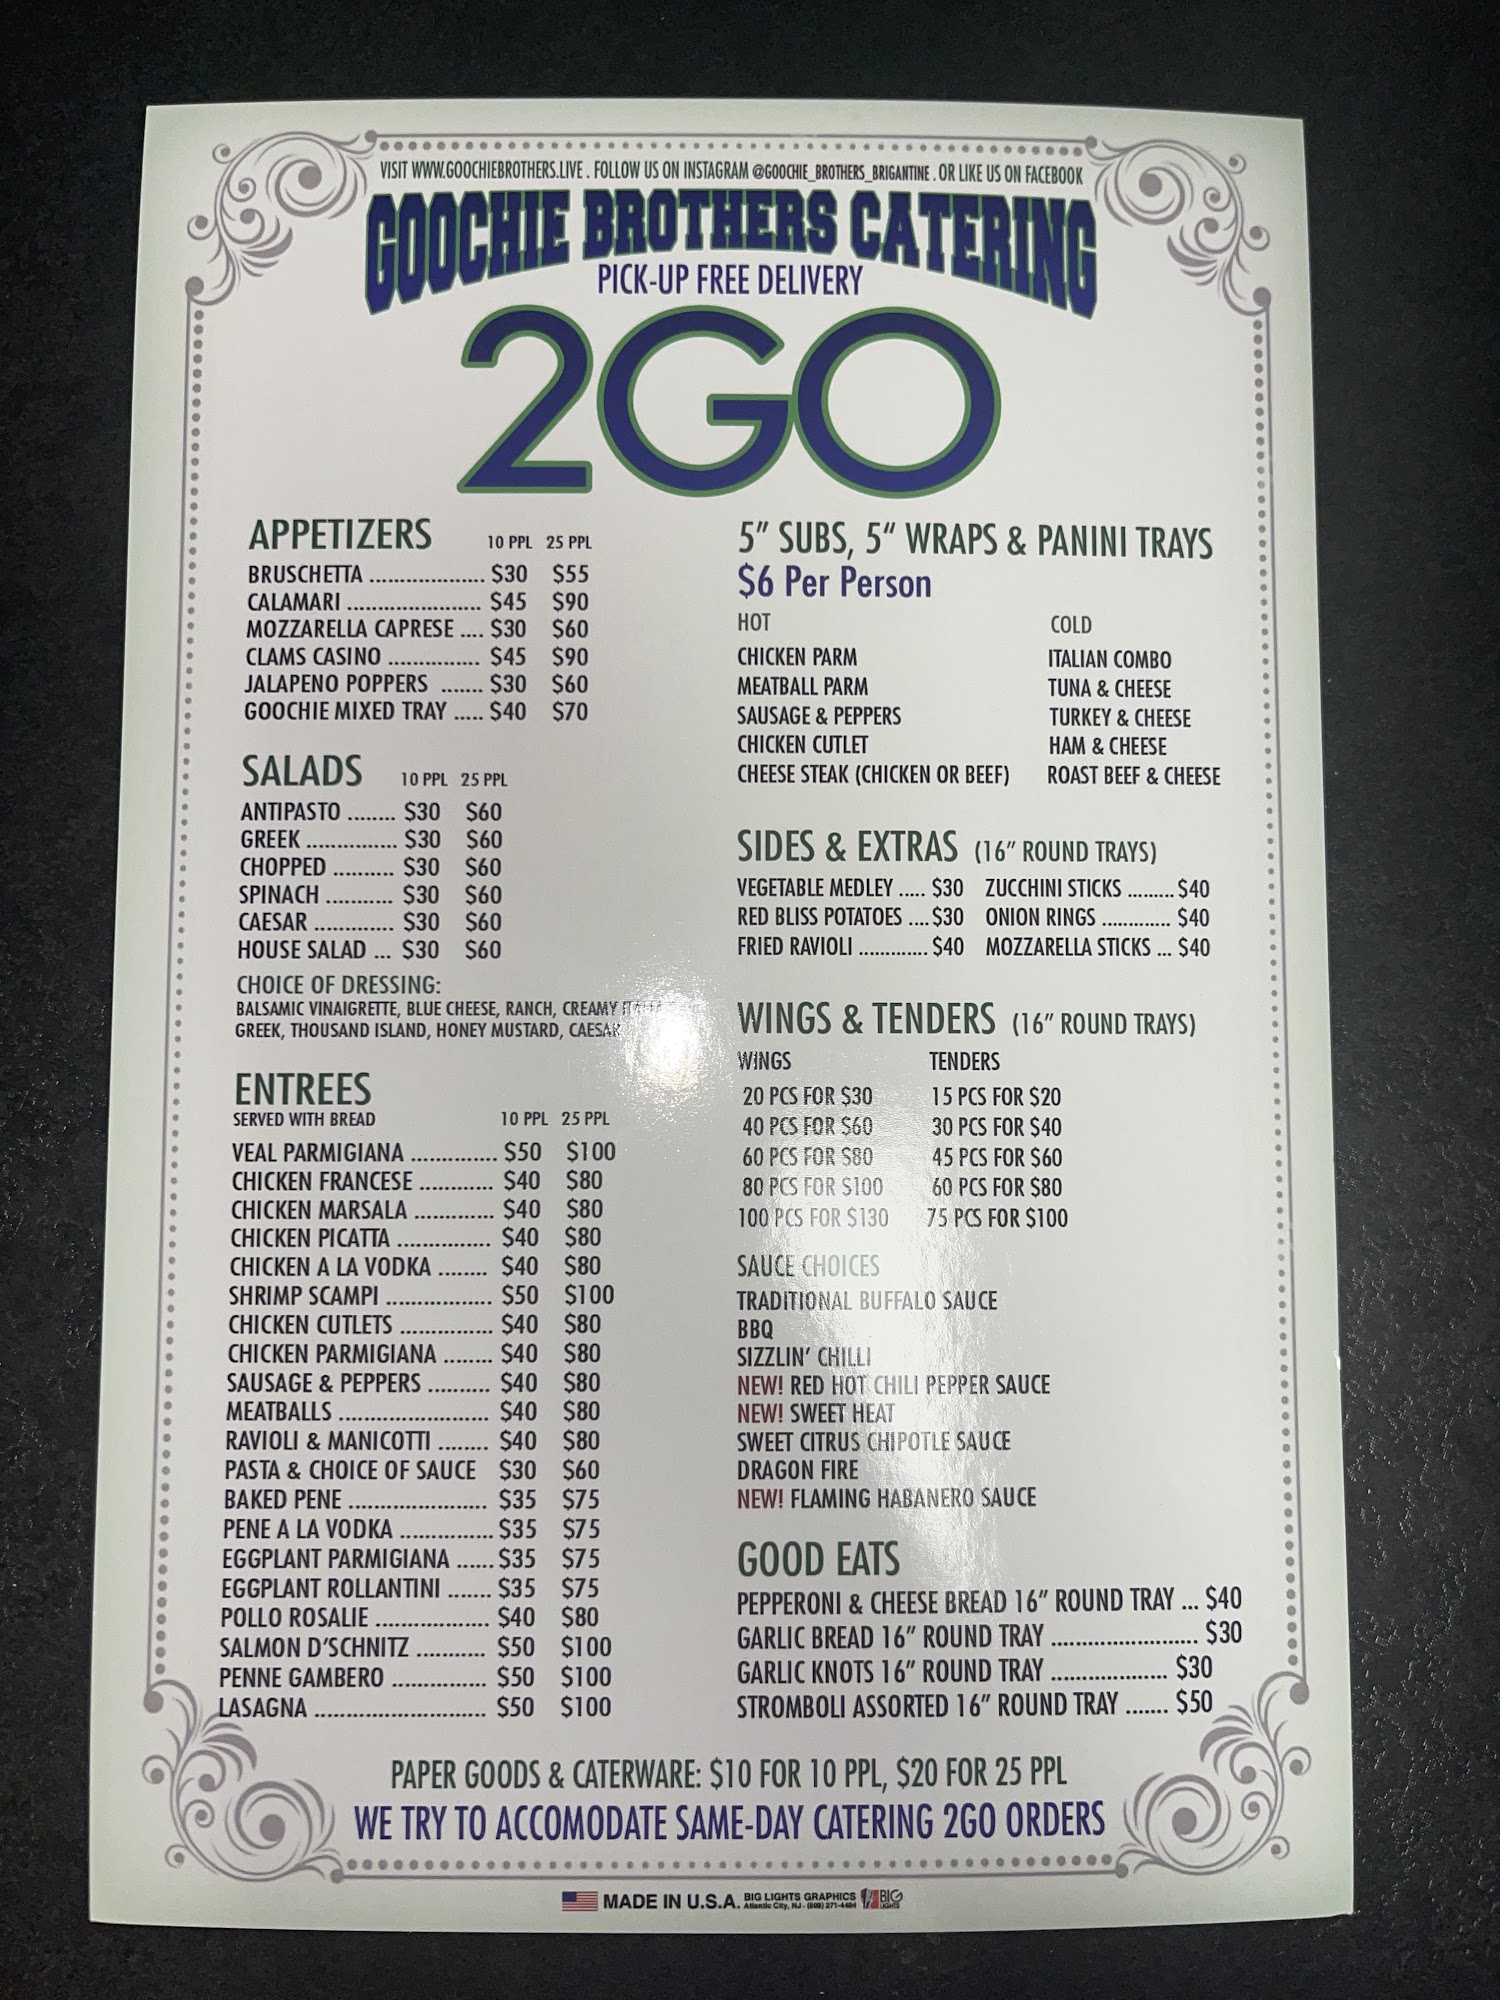 VISIT WWW.GOOCHIEBROTHERS.LIVE . FOLLOW US ON INSTAGRAM @GOOCHIE_BROTHERS_BRIGANTINE . OR LIKE US ON FACEBOOK
GOOCHIE BROTHERS CATERING
PICK-UP FREE DELIVERY
2GO
APPETIZERS 10 PPL 25 PPL
BRUSCHETTA ................... $30 $55
CALAMARI ...................... $45 $90
MOZZARELLA CAPRESE .... $30 $60
CLAMS CASINO ............... $45 $90
JALAPENO POPPERS ....... $30 $60
GOOCHIE MIXED TRAY ..... $40 $70
SALADS 10 PPL 25 PPL
ANTIPASTO ........ $30 $60
GREEK ............... $30 $60
CHOPPED .......... $30 $60
SPINACH ........... $30 $60
CAESAR ............. $30 $60
HOUSE SALAD ... $30 $60
CHOICE OF DRESSING:
BALSAMIC VINAIGRETTE, BLUE CHEESE, RANCH, CREAMY
GREEK, THOUSAND ISLAND, HONEY MUSTARD, CAESAR
ENTREES
SERVED WITH BREAD 10 PPL 25 PPL
VEAL PARMIGIANA .............. $50 $100
CHICKEN FRANCESE ............ $40 $80
CHICKEN MARSALA ............. $40 $80
CHICKEN PICATTA ............... $40 $80
CHICKEN A LA VODKA ........ $40 $80
SHRIMP SCAMPI ................. $50 $100
CHICKEN CUTLETS ............... $40 $80
CHICKEN PARMIGIANA ........ $40 $80
SAUSAGE & PEPPERS .......... $40 $80
MEATBALLS ........................ $40 $80
RAVIOLI & MANICOTTI ........ $40 $80
PASTA & CHOICE OF SAUCE $30 $60
BAKED PENE ...................... $35 $75
PENE A LA VODKA ............... $35 $75
EGGPLANT PARMIGIANA ...... $35 $75
EGGPLANT ROLLANTINI ....... $35 $75
POLLO ROSALIE .................. $40 $80
SALMON D'SCHNITZ ........... $50 $100
PENNE GAMBERO ............... $50 $100
LASAGNA ........................... $50 $100
5" SUBS, 5" WRAPS & PANINI TRAYS
$6 Per Person
HOT COLD
CHICKEN PARM ITALIAN COMBO
MEATBALL PARM TUNA & CHEESE
SAUSAGE & PEPPERS TURKEY & CHEESE
CHICKEN CUTLET HAM & CHEESE
CHEESE STEAK (CHICKEN OR BEEF) ROAST BEEF & CHEESE
SIDES & EXTRAS (16" ROUND TRAYS)
VEGETABLE MEDLEY ..... $30 ZUCCHINI STICKS ......... $40
RED BLISS POTATOES .... $30 ONION RINGS ............. $40
FRIED RAVIOLI ............. $40 MOZZARELLA STICKS ... $40
WINGS & TENDERS (16" ROUND TRAYS)
WINGS TENDERS
20 PCS FOR $30 15 PCS FOR $20
40 PCS FOR $60 30 PCS FOR $40
60 PCS FOR $80 45 PCS FOR $60
80 PCS FOR $100 60 PCS FOR $80
100 PCS FOR $130 75 PCS FOR $100
SAUCE CHOICES
TRADITIONAL BUFFALO SAUCE
BBQ
SIZZLIN' CHILLI
NEW! RED HOT CHILI PEPPER SAUCE
NEW! SWEET HEAT
SWEET CITRUS CHIPOTLE SAUCE
DRAGON FIRE
NEW! FLAMING HABANERO SAUCE
GOOD EATS
PEPPERONI & CHEESE BREAD 16" ROUND TRAY ... $40
GARLIC BREAD 16" ROUND TRAY ......................... $30
GARLIC KNOTS 16" ROUND TRAY .................... $30
STROMBOLI ASSORTED 16" ROUND TRAY ....... $50
PAPER GOODS & CATERWARE: $10 FOR 10 PPL, $20 FOR 25 PPL
WE TRY TO ACCOMODATE SAME-DAY CATERING 2GO ORDERS
MADE IN U.S.A. BIG LIGHTS GRAPHICS
Atlantic City, NJ - (609) 271-4404
BIG
LIGHTS